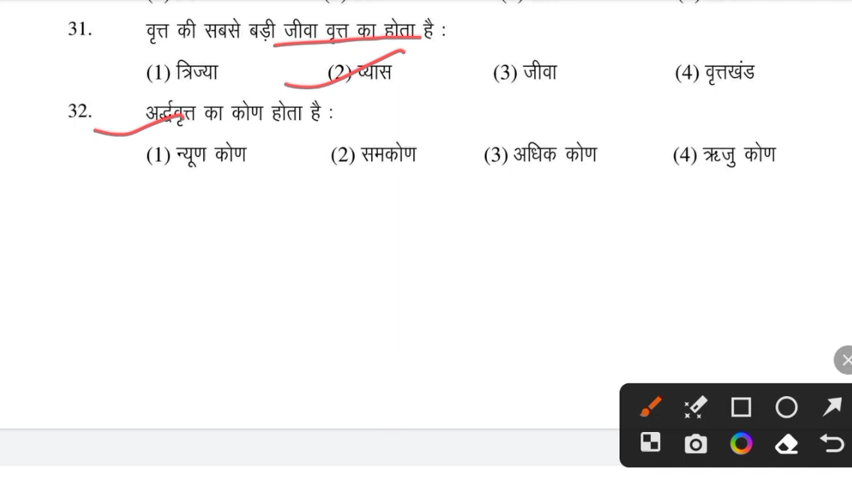 31. वृत्त की सबसे बड़ी जीवा वृत्त का होता है :
(1) त्रिज्या (2) व्यास (3) जीवा (4) वृत्तखंड
32. अर्द्धवृत्त का कोण होता है :
(1) न्यूण कोण (2) समकोण (3) अधिक कोण (4) ऋजु कोण